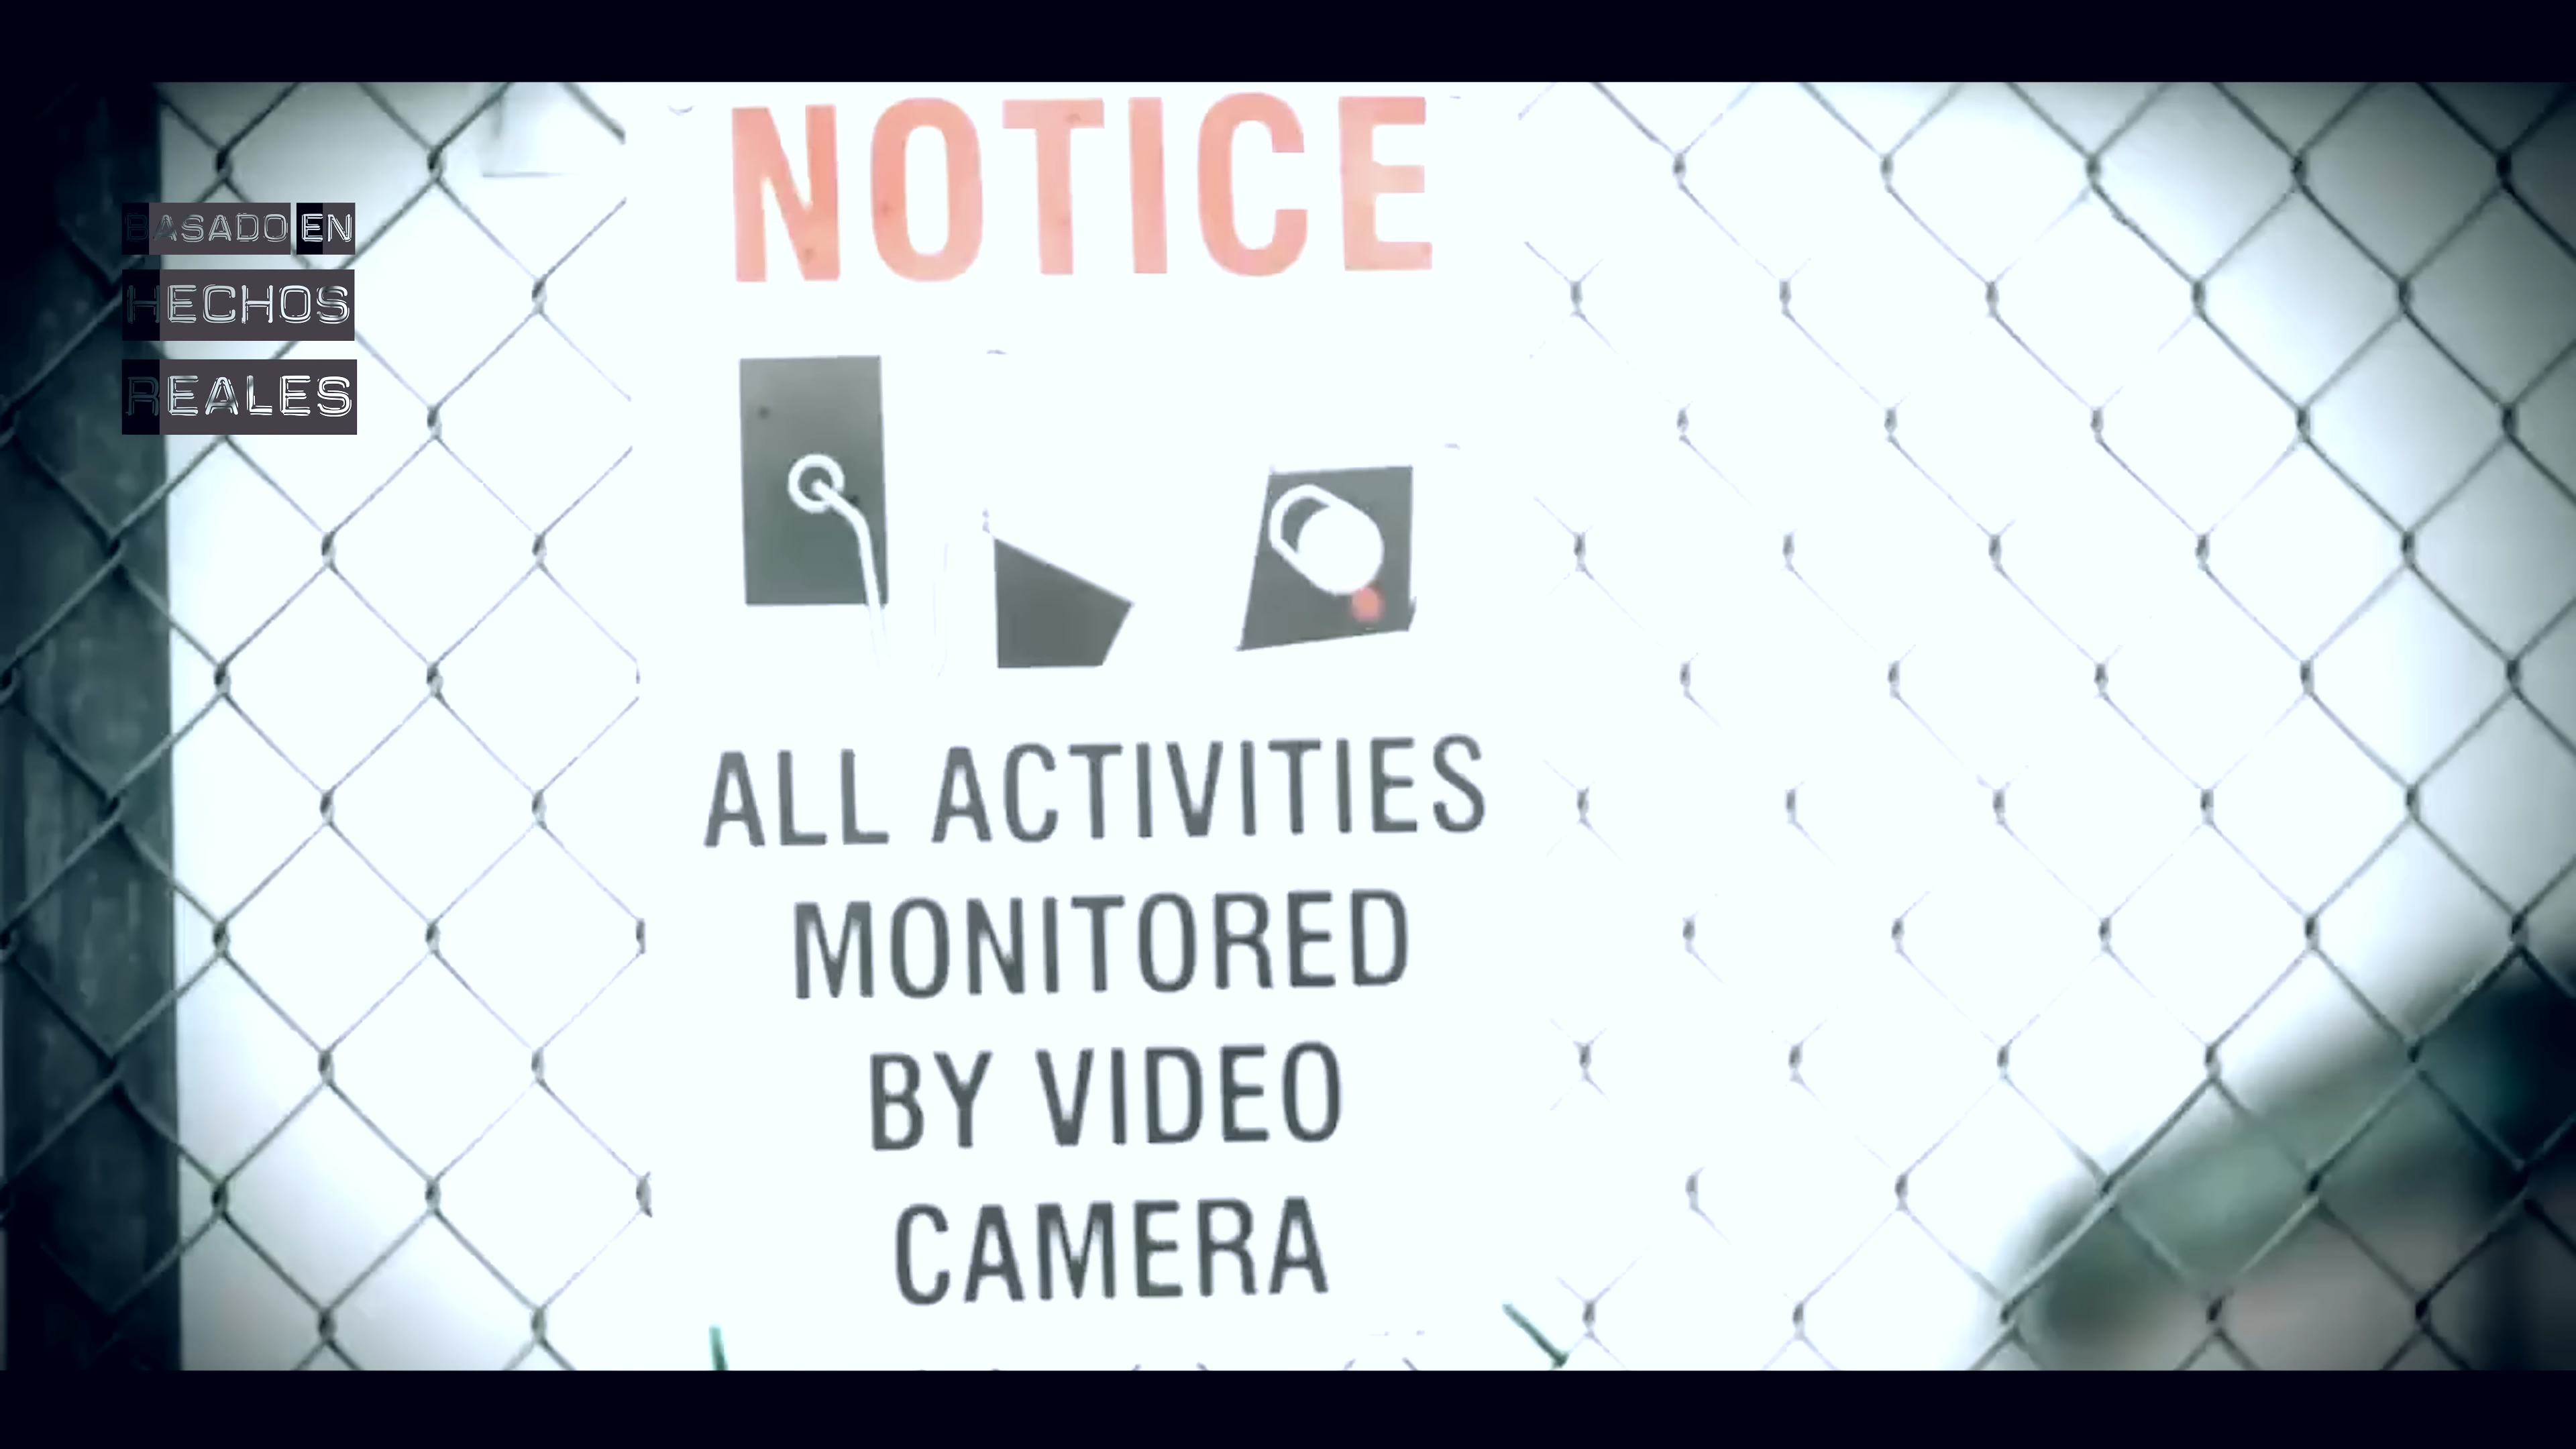 BASADO EN
HECHOS
REALES
NOTICE
ALL ACTIVITIES
MONITORED
BY VIDEO
CAMERA